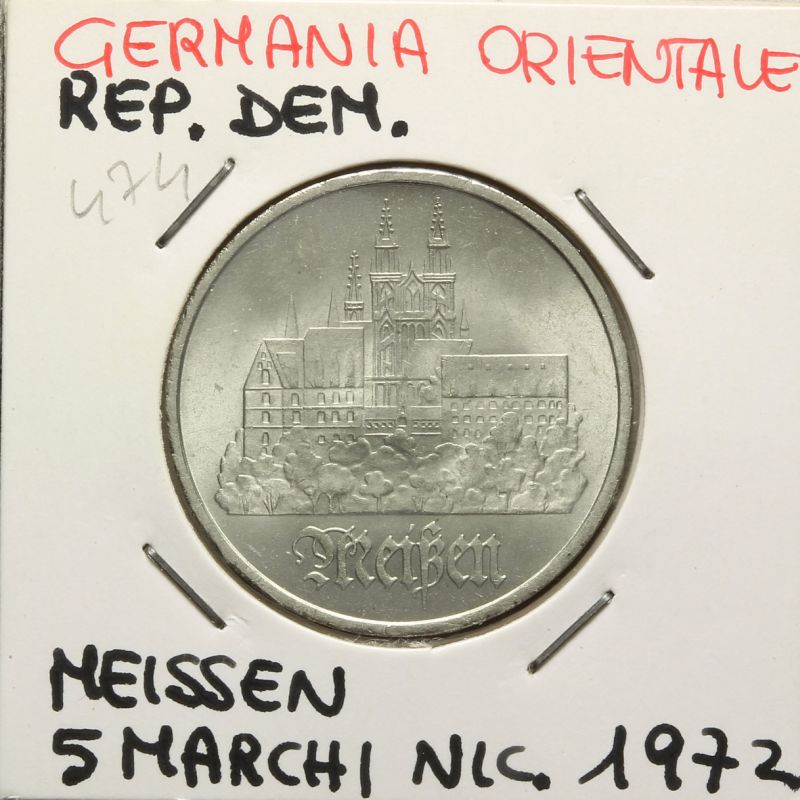 GERMANIA ORIENTALE
REP. DEM.
474
Meißen
MEISSEN
5 MARCHI NIC. 1972